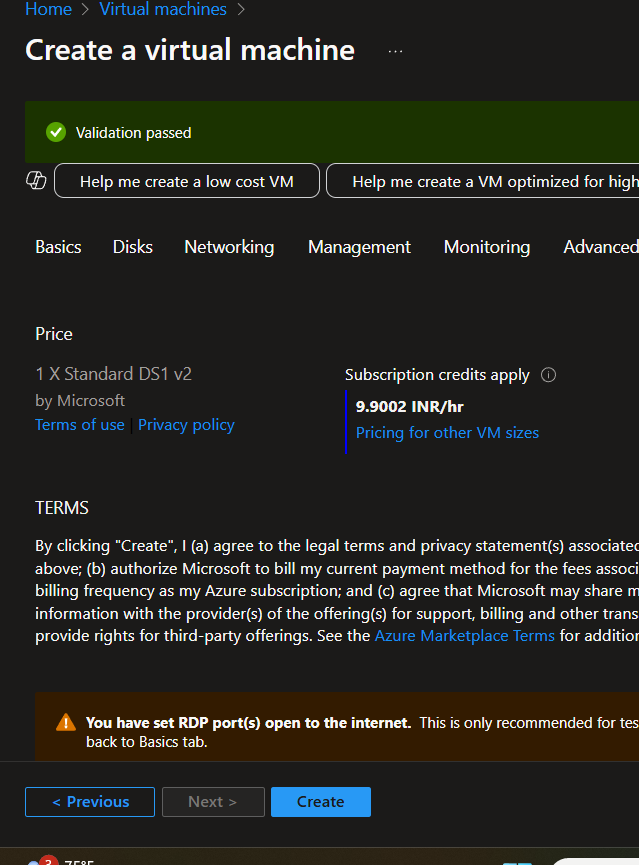 Home > Virtual machines >
Create a virtual machine ...
Validation passed
Help me create a low cost VM Help me create a VM optimized for high
Basics Disks Networking Management Monitoring Advanced
Price
1 X Standard DS1 v2
by Microsoft
Terms of use | Privacy policy
Subscription credits apply
9.9002 INR/hr
Pricing for other VM sizes
TERMS
By clicking "Create", I (a) agree to the legal terms and privacy statement(s) associated
above; (b) authorize Microsoft to bill my current payment method for the fees associ
billing frequency as my Azure subscription; and (c) agree that Microsoft may share m
information with the provider(s) of the offering(s) for support, billing and other trans
provide rights for third-party offerings. See the Azure Marketplace Terms for addition
You have set RDP port(s) open to the internet. This is only recommended for tes
back to Basics tab.
< Previous Next > Create
3 75°F